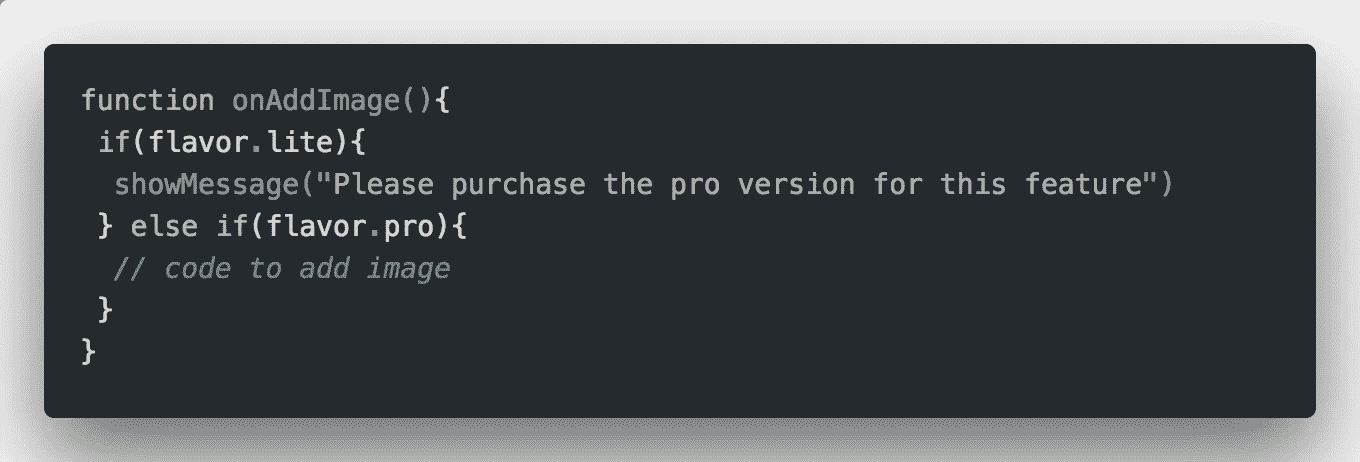 function onAddImage(){
 if(flavor.lite){
  showMessage("Please purchase the pro version for this feature")
 } else if(flavor.pro){
  // code to add image
 }
}